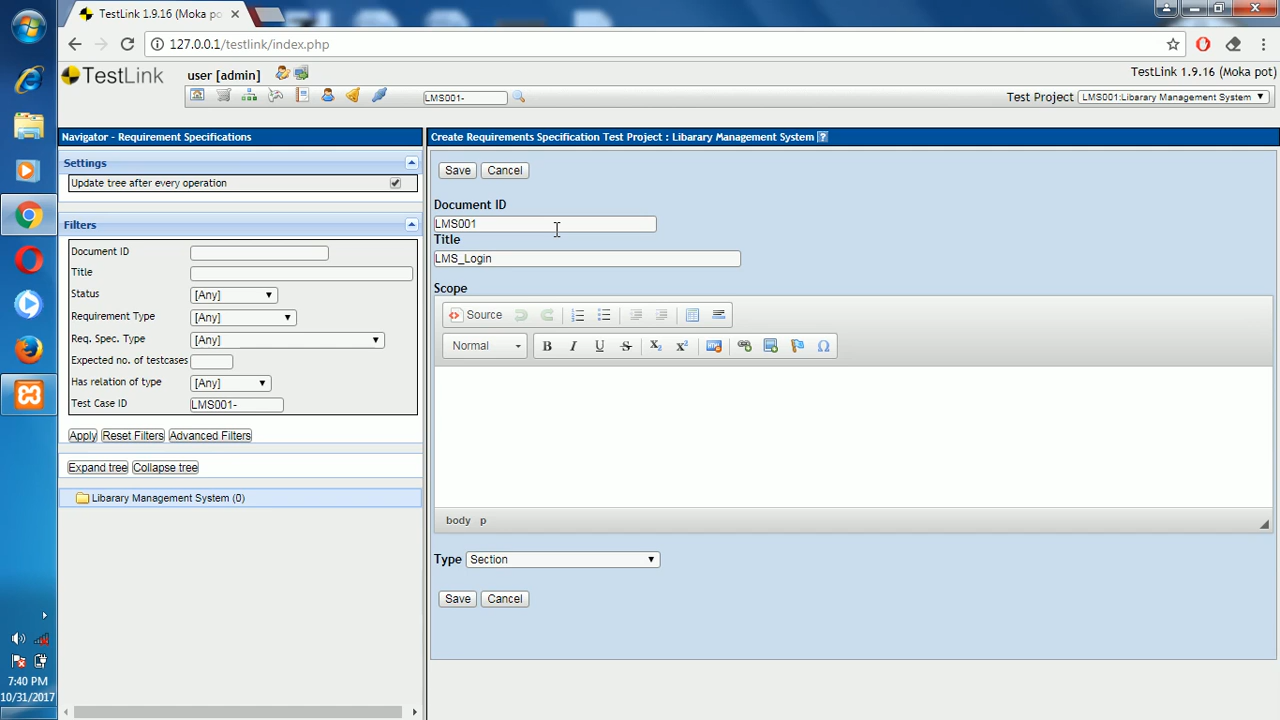 TestLink 1.9.16 (Moka po
127.0.0.1/testlink/index.php
TestLink
user [admin]
TestLink 1.9.16 (Moka pot)
LMS001-
Test Project LMS001:Libarary Management System
Navigator - Requirement Specifications
Settings
Update tree after every operation
Filters
Document ID
Title
Status [Any]
Requirement Type [Any]
Req. Spec. Type [Any]
Expected no. of testcases
Has relation of type [Any]
Test Case ID LMS001-
Apply Reset Filters Advanced Filters
Expand tree Collapse tree
Libarary Management System (0)
Create Requirements Specification Test Project : Libarary Management System ?
Save Cancel
Document ID
LMS001
Title
LMS_Login
Scope
Source
Normal B I U S x₂ x²  Ω
body p
Type Section
Save Cancel
7:40 PM
10/31/2017